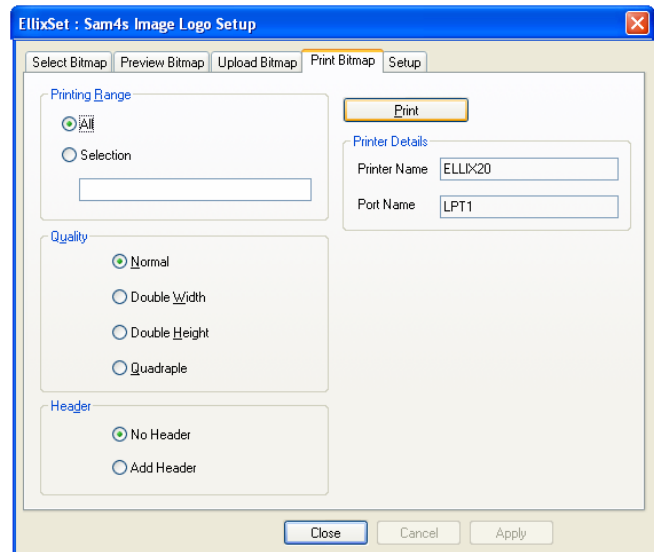 EllixSet : Sam4s Image Logo Setup
Select Bitmap Preview Bitmap Upload Bitmap Print Bitmap Setup
Printing Range
All
Selection
Print
Printer Details
Printer Name ELLIX20
Port Name LPT1
Quality
Normal
Double Width
Double Height
Quadraple
Header
No Header
Add Header
Close Cancel Apply